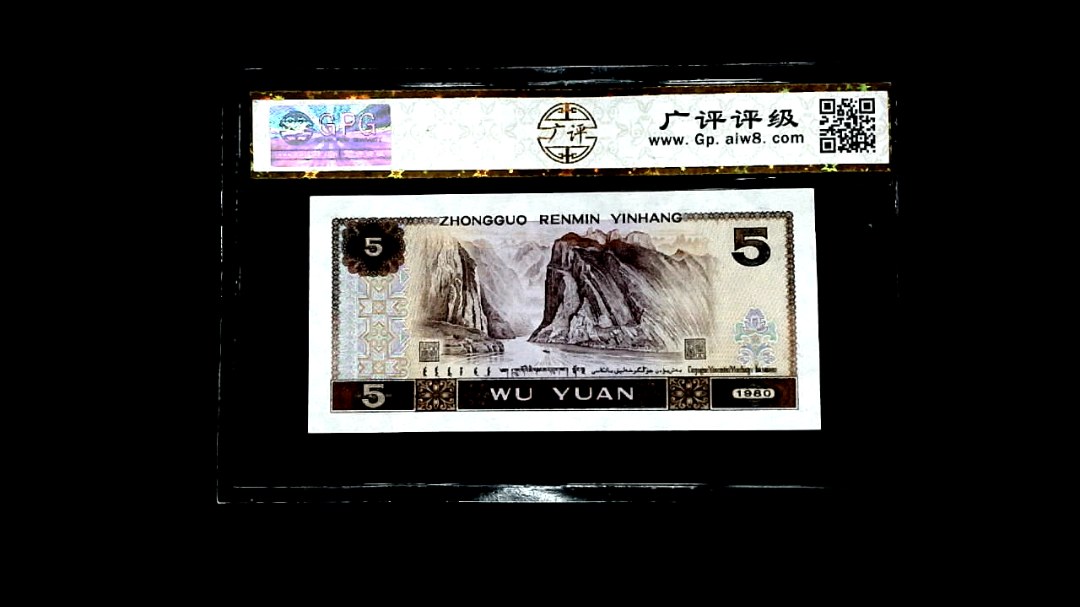 GPG
广评
广评评级
www. Gp. aiw8. com
ZHONGGUO RENMIN YINHANG
5
5
5
WU YUAN
1980